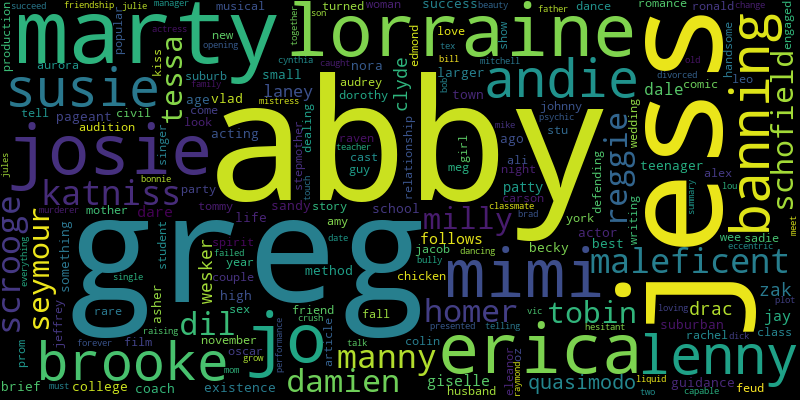 abby
greg
jess
marty
lorraine
josie
jo
erica
mimi
susie
andie
brooke
lenny
banning
katniss
maleficent
tessa
milly
homer
tobin
manny
damien
dil
scrooge
seymour
schofield
reggie
quasimodo
drac
zak
dale
clyde
wesker
laney
giselle
patty
dare
follows
husband
pageant
audition
production
popular
musical
manager
succeed
friendship
julie
turned
woman
success
beauty
romance
ronald
change
engaged
father
dance
son
together
actress
kiss
new
opening
cynthia
caught
edmond
love
tex
bill
mitchell
show
handsome
divorced
old
aurora
suburb
small
nora
larger
bob
psychic
leo
comic
family
audrey
dorothy
town
johnny
wedding
tell
civil
age
vlad
mistress
stu
mike
come
look
acting
stepmother
dealing
raven
teacher
cast
guy
relationship
meg
girl
ago
ali
night
teenager
alex
lou
singer
jules
bonnie
touch
carson
classmate
defending
writing
summary
meet
eccentric
party
mother
murderer
tommy
sandy
story
school
york
brad
actor
best
wee
sadie
everything
something
student
spirit
life
amy
date
failed
year
method
jacob
bully
dancing
becky
single
couple
chicken
loving
plot
suburban
rare
asher
high
friend
fall
jeffrey
sex
crush
performance
november
article
colin
presented
telling
vic
hesitant
jay
rachel
dick
class
prom
forever
film
raising
oscar
grow
talk
mom
brief
must
college
coach
existence
eleanor
raymond
oz
liquid
two
capable
guidance
feud